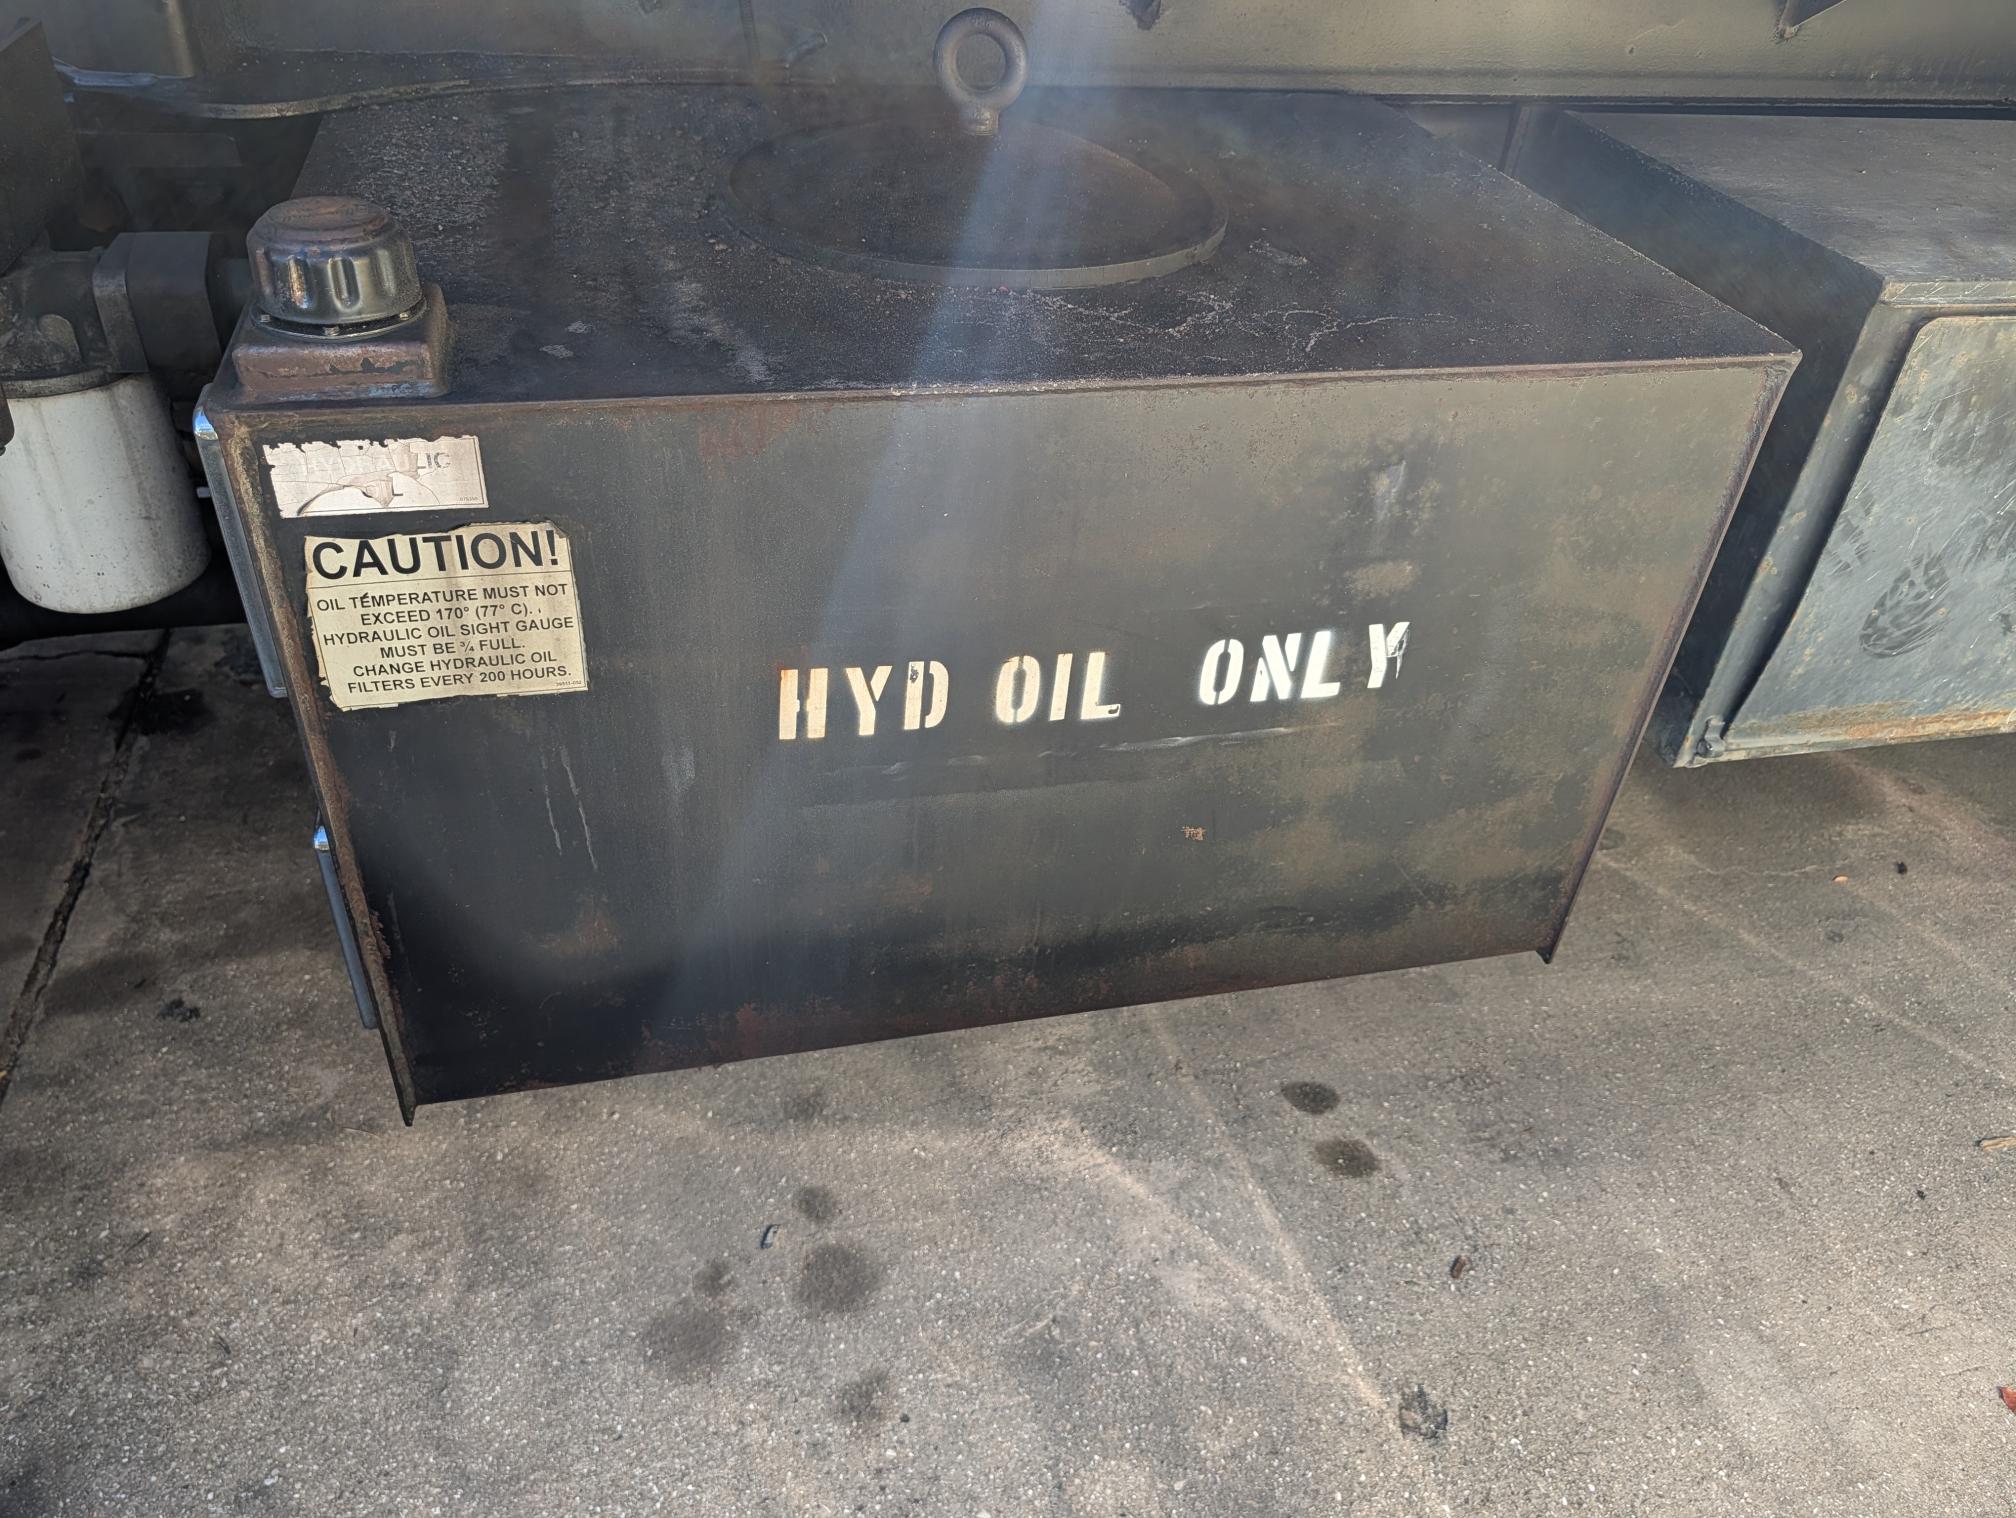 HYDRAULIC
OIL
CAUTION!
OIL TEMPERATURE MUST NOT
EXCEED 170° (77° C).
HYDRAULIC OIL SIGHT GAUGE
MUST BE ¾ FULL.
CHANGE HYDRAULIC OIL
FILTERS EVERY 200 HOURS.
HYD OIL ONLY